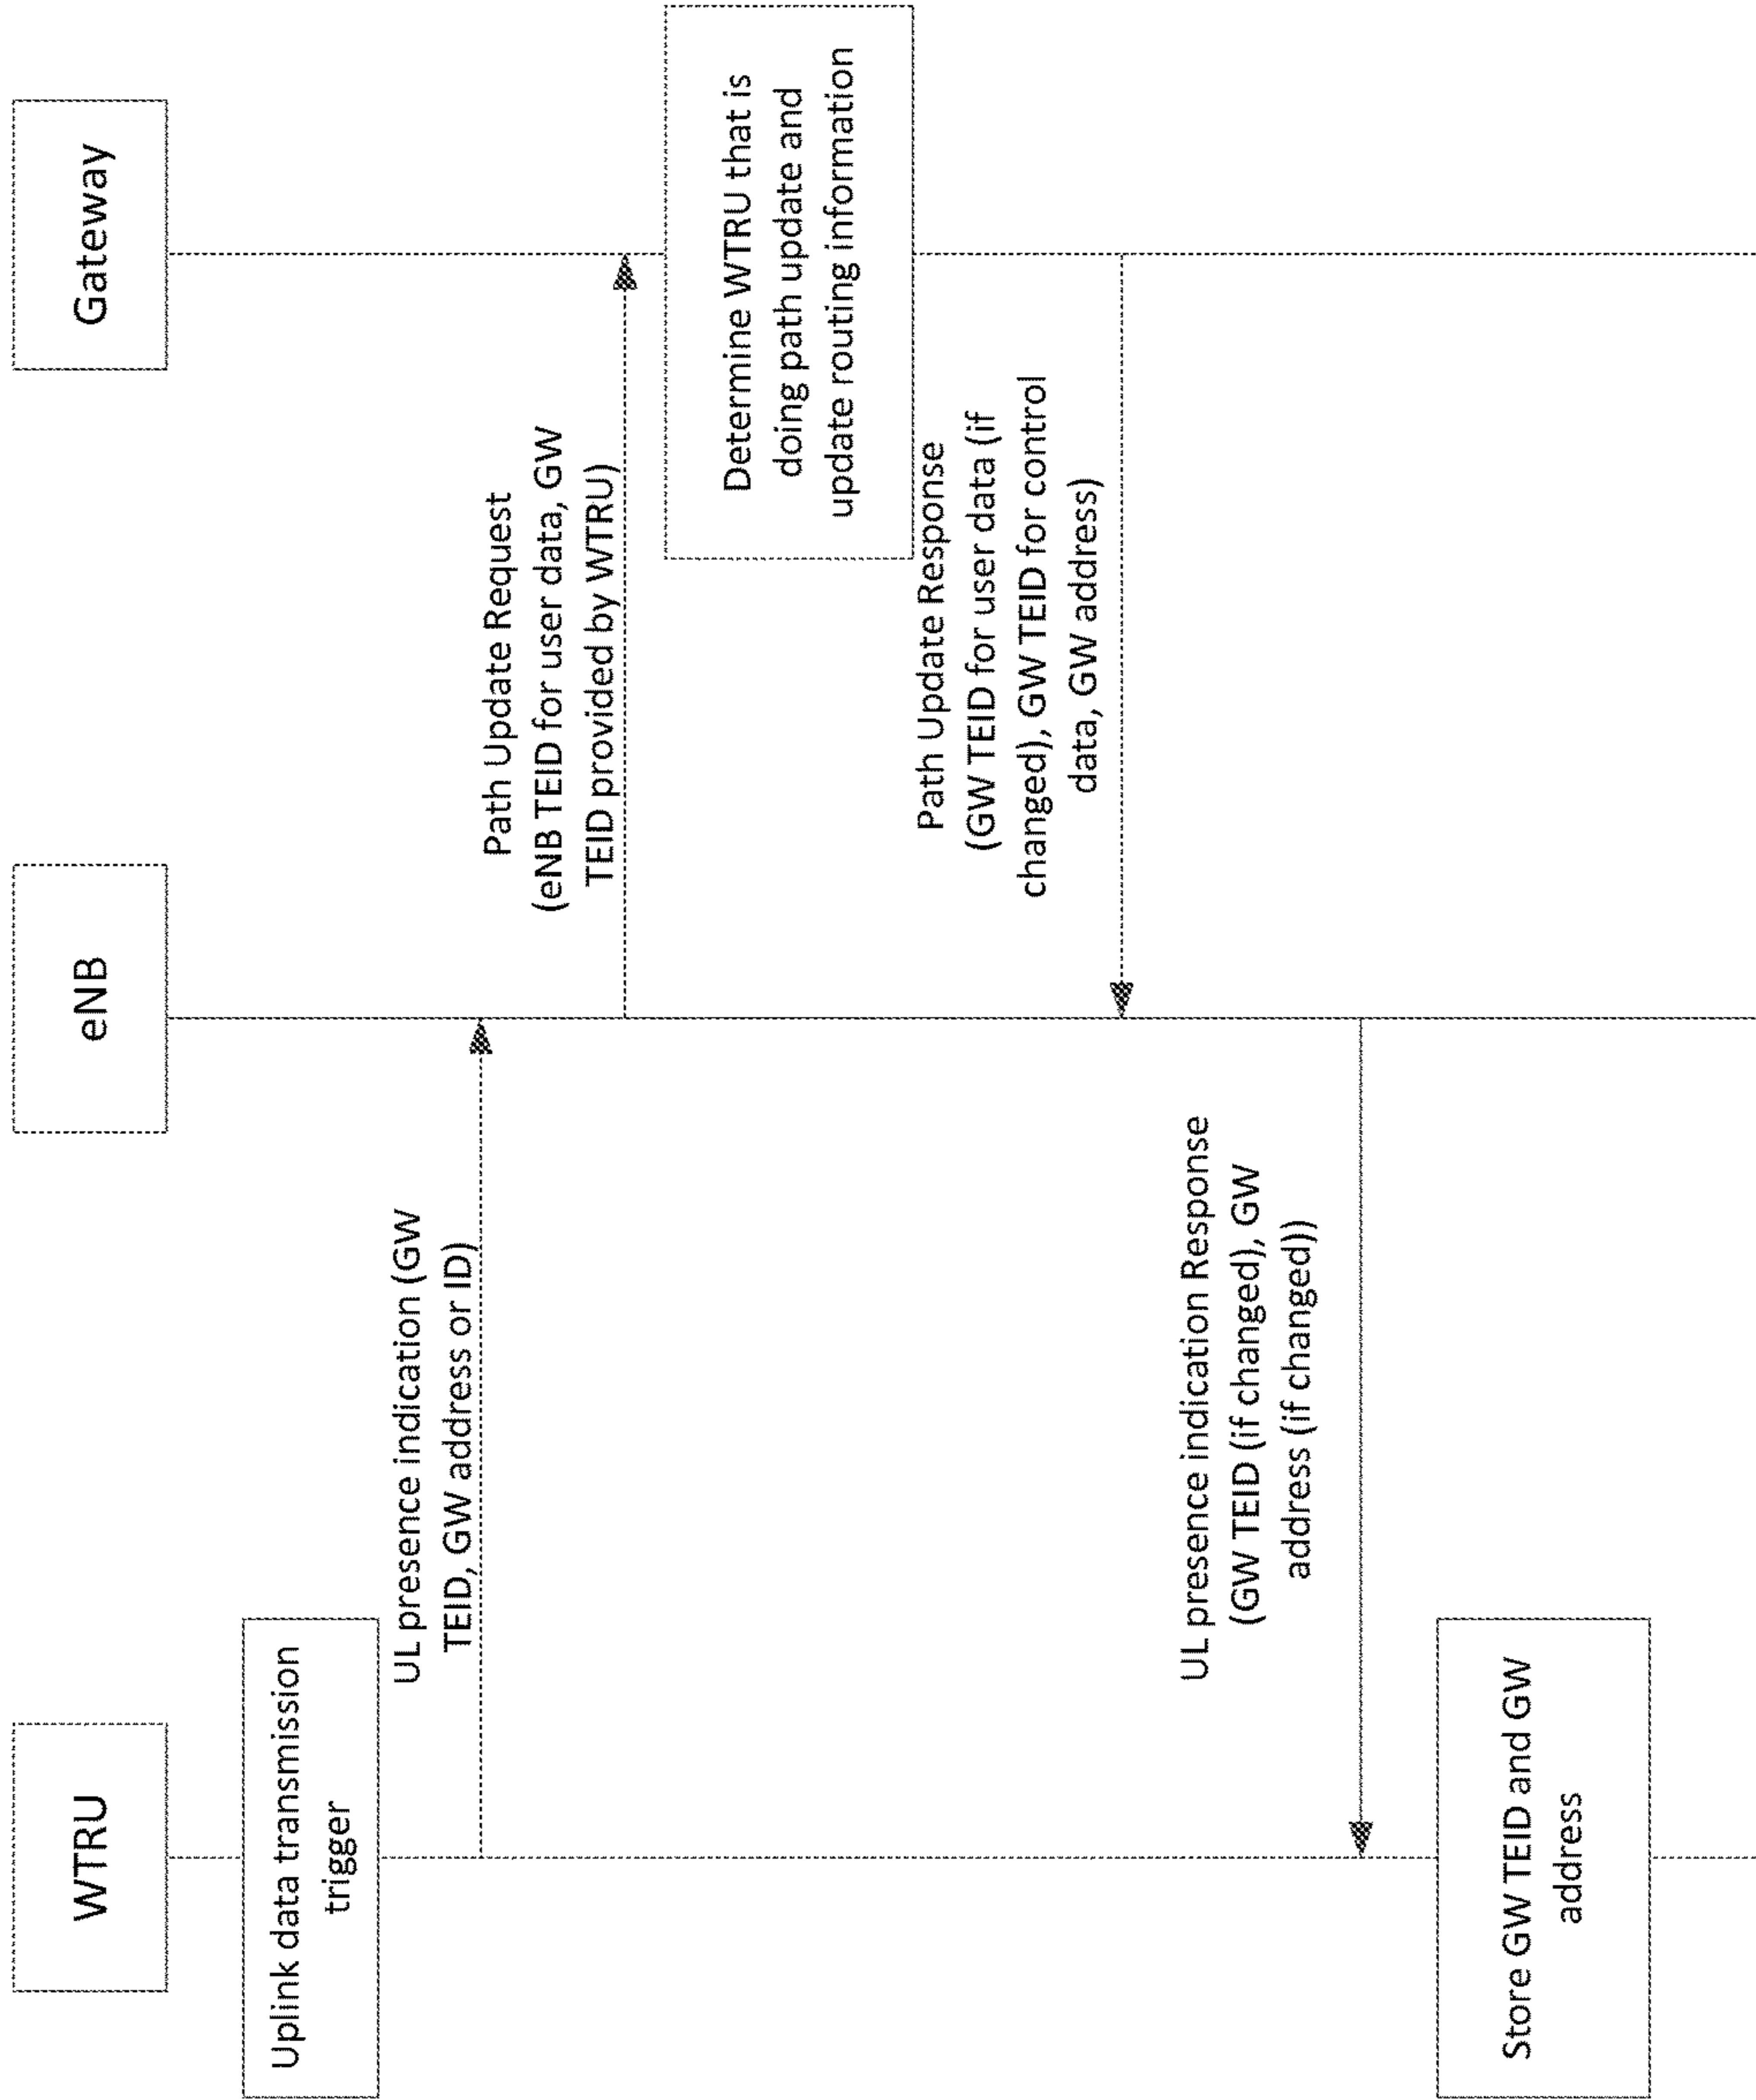 WTRU
eNB
Gateway
Uplink data transmission
trigger
UL presence indication (GW
TEID, GW address or ID)
Path Update Request
(eNB TEID for user data, GW
TEID provided by WTRU)
Determine WTRU that is
doing path update and
update routing information
Path Update Response
(GW TEID for user data (if
changed), GW TEID for control
data, GW address)
UL presence indication Response
(GW TEID (if changed), GW
address (if changed))
Store GW TEID and GW
address